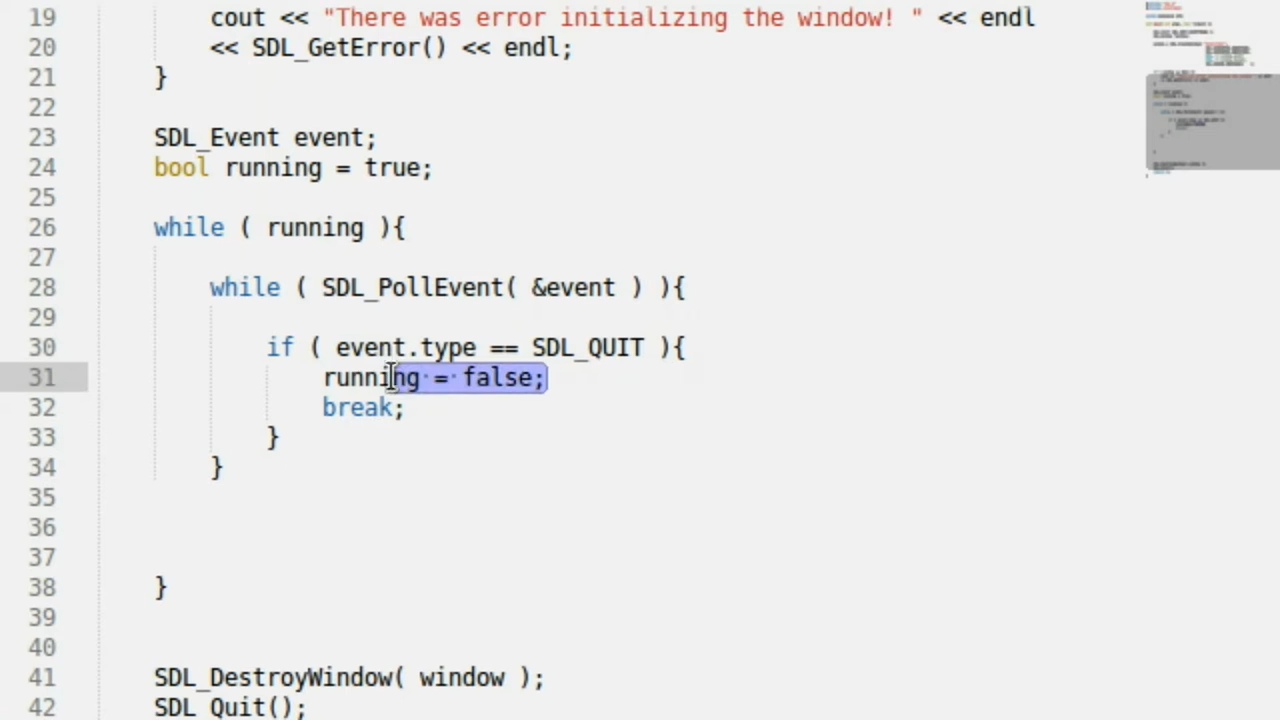 19 cout << "There was error initializing the window! " << endl
20 << SDL_GetError() << endl;
21 }
22
23 SDL_Event event;
24 bool running = true;
25
26 while ( running ){
27
28 while ( SDL_PollEvent( &event ) ){
29
30 if ( event.type == SDL_QUIT ){
31 running = false;
32 break;
33 }
34 }
35
36
37
38 }
39
40
41 SDL_DestroyWindow( window );
42 SDL_Quit();